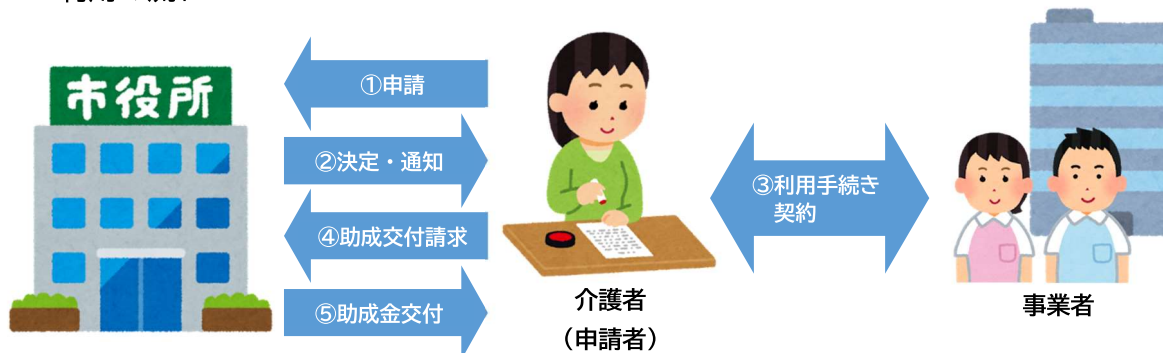 市役所
①申請
②決定・通知
④助成交付請求
⑤助成金交付
③利用手続き
契約
介護者
（申請者）
事業者